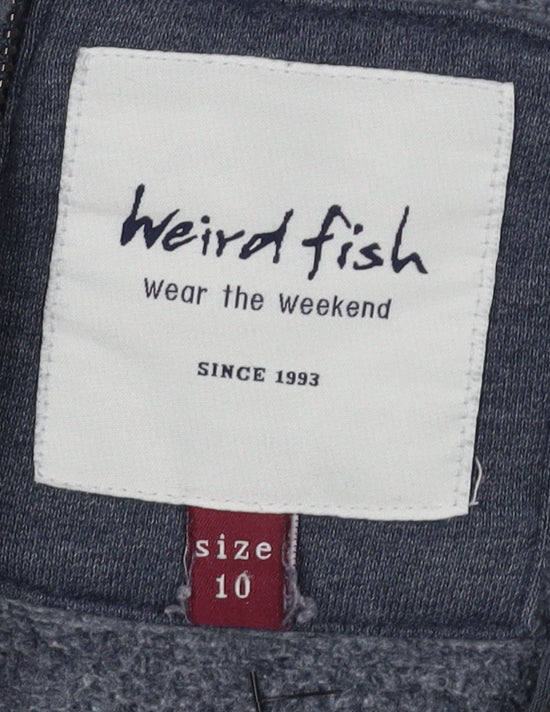 Weird fish
Wear the Weekend
SINCE 1993
size
10